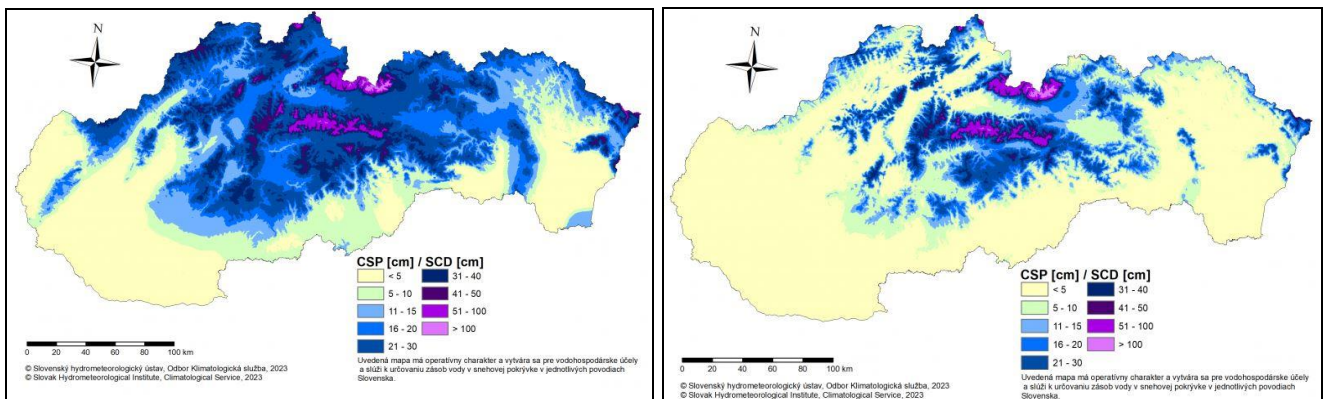 N
CSP [cm] / SCD [cm]
< 5
31 - 40
5 - 10
41 - 50
11 - 15
51 - 100
16 - 20
> 100
21 - 30
0 20 40 60 80 100 km
Uvedená mapa má operatívny charakter a vytvára sa pre vodohospodárske účely
a slúži k určovaniu zásob vody v snehovej pokrývke v jednotlivých povodiach
Slovenska.
© Slovenský hydrometeorologický ústav, Odbor Klimatologická služba, 2023
© Slovak Hydrometeorological Institute, Climatological Service, 2023
N
CSP [cm] / SCD [cm]
< 5
31 - 40
5 - 10
41 - 50
11 - 15
51 - 100
16 - 20
> 100
21 - 30
0 20 40 60 80 100 km
Uvedená mapa má operatívny charakter a vytvára sa pre vodohospodárske účely
a slúži k určovaniu zásob vody v snehovej pokrývke v jednotlivých povodiach
Slovenska.
© Slovenský hydrometeorologický ústav, Odbor Klimatologická služba, 2023
© Slovak Hydrometeorological Institute, Climatological Service, 2023